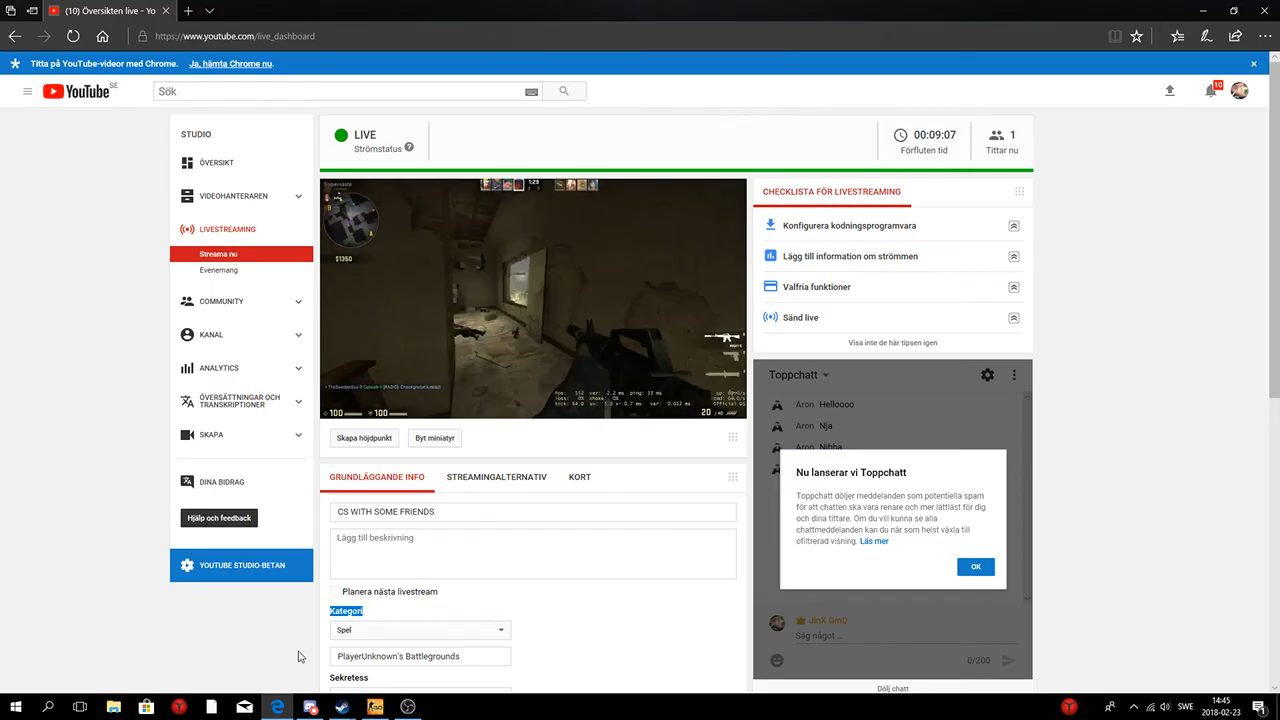 (10) Översikten live - Yo
https://www.youtube.com/live_dashboard
Titta på YouTube-videor med Chrome. Ja, hämta Chrome nu.
YouTube SE
Sök
10
STUDIO
ÖVERSIKT
VIDEOHANTERAREN
LIVESTREAMING
Streama nu
Evenemang
COMMUNITY
KANAL
ANALYTICS
ÖVERSÄTTNINGAR OCH
TRANSKRIPTIONER
SKAPA
DINA BIDRAG
Hjälp och feedback
YOUTUBE STUDIO-BETAN
LIVE
Strömstatus
00:09:07
Förfluten tid
1
Tittar nu
1:29
$1350
100
100
20
Skapa höjdpunkt
Byt miniatyr
GRUNDLÄGGANDE INFO
STREAMINGALTERNATIV
KORT
CS WITH SOME FRIENDS
Lägg till beskrivning
Planera nästa livestream
Kategori
Spel
PlayerUnknown's Battlegrounds
Sekretess
CHECKLISTA FÖR LIVESTREAMING
Konfigurera kodningsprogramvara
Lägg till information om strömmen
Valfria funktioner
Sänd live
Visa inte de här tipsen igen
Toppchatt
Aron Helloooo
Aron Nja
Aron Nibba
Nu lanserar vi Toppchatt
Toppchatt döljer meddelanden som potentiella spam
för att chatten ska vara renare och mer lättläst för dig
och dina tittare. Om du vill kunna se alla
chattmeddelanden kan du när som helst växla till
ofiltrerad visning. Läs mer
OK
JinX GmD
Säg något ...
0/200
Dölj chatt
SWE
14:45
2018-02-23